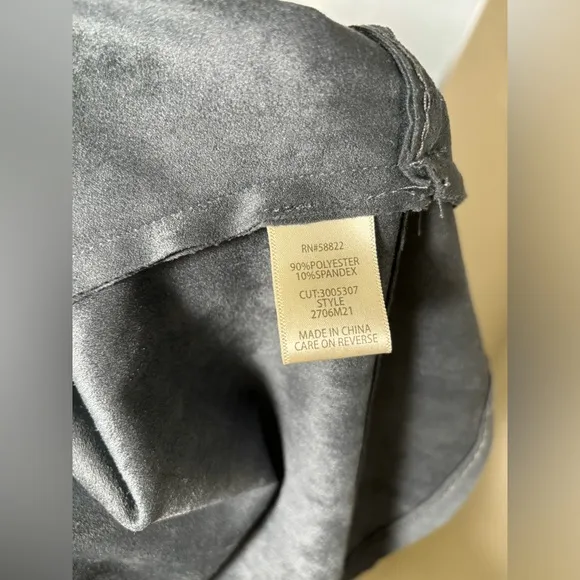 RN#58822
90%POLYESTER
10%SPANDEX
CUT:3005307
STYLE
2706M21
MADE IN CHINA
CARE ON REVERSE